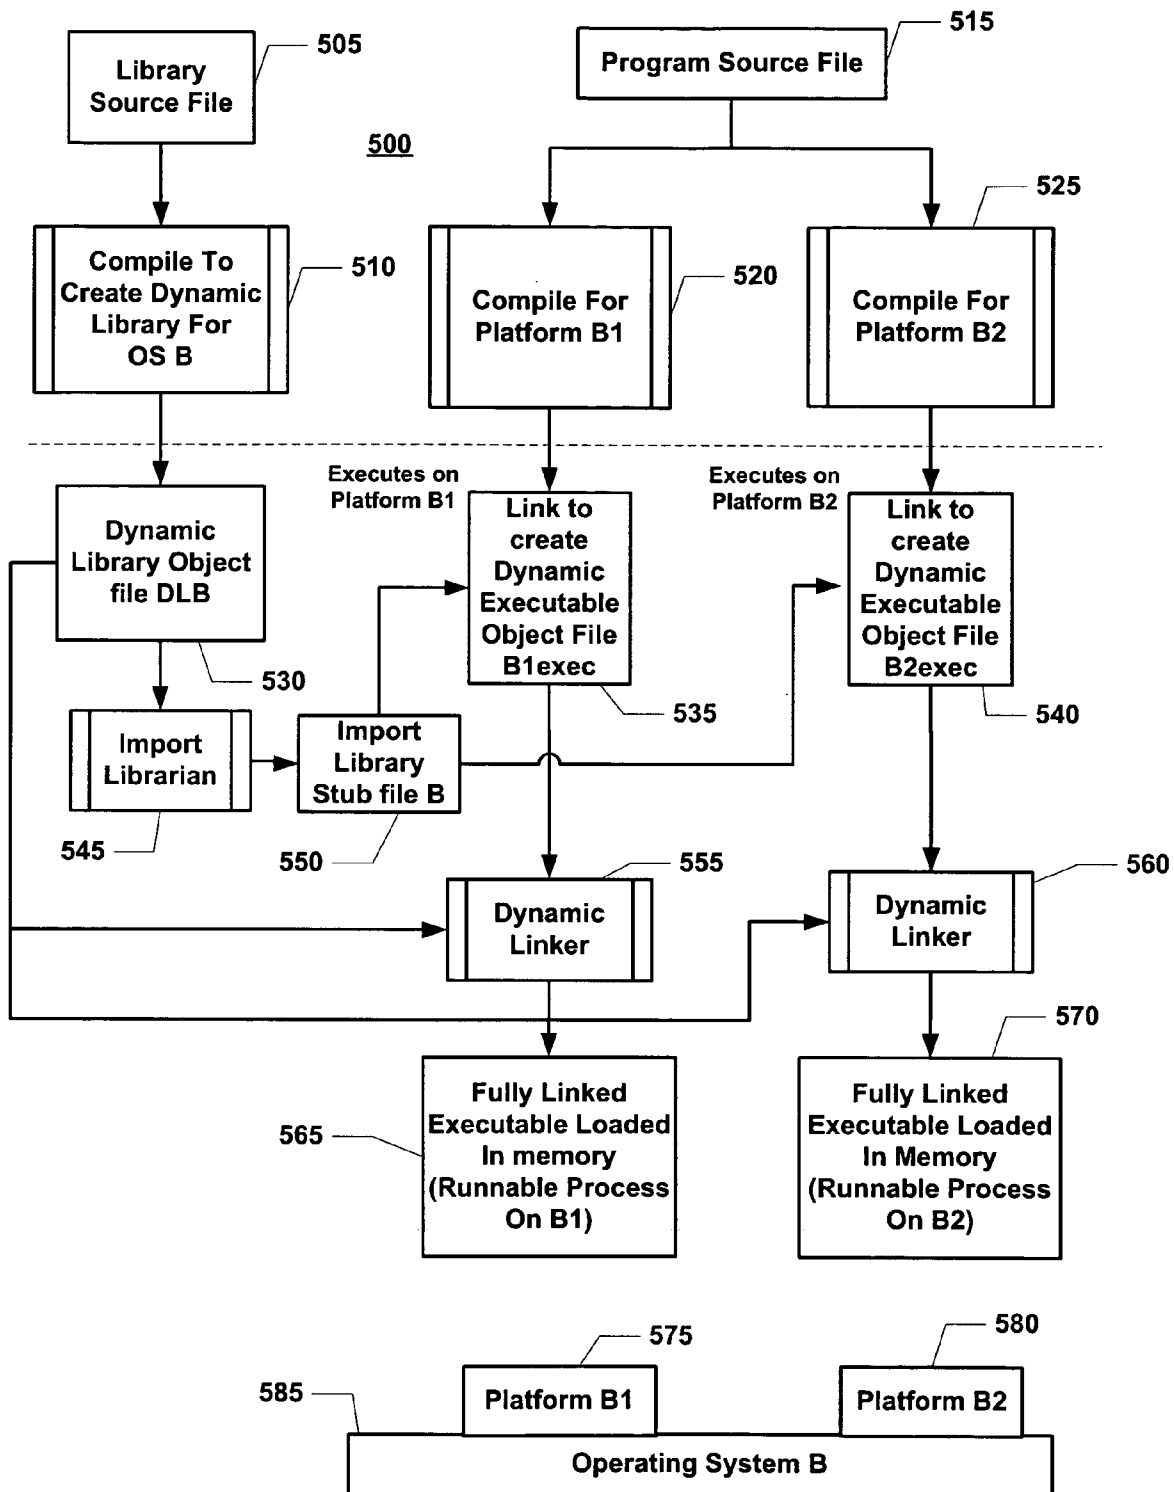 505
515
Library
Source File
Program Source File
500
525
Compile To
Create Dynamic
Library For
OS B
510
Compile For
Platform B1
520
Compile For
Platform B2
Executes on
Platform B1
Executes on
Platform B2
Dynamic
Library Object
file DLB
530
Link to
create
Dynamic
Executable
Object File
B1exec
535
Link to
create
Dynamic
Executable
Object File
B2exec
540
Import
Librarian
545
Import
Library
Stub file B
550
555
Dynamic
Linker
560
Dynamic
Linker
565
Fully Linked
Executable Loaded
In memory
(Runnable Process
On B1)
570
Fully Linked
Executable Loaded
In Memory
(Runnable Process
On B2)
575
580
585
Platform B1
Platform B2
Operating System B